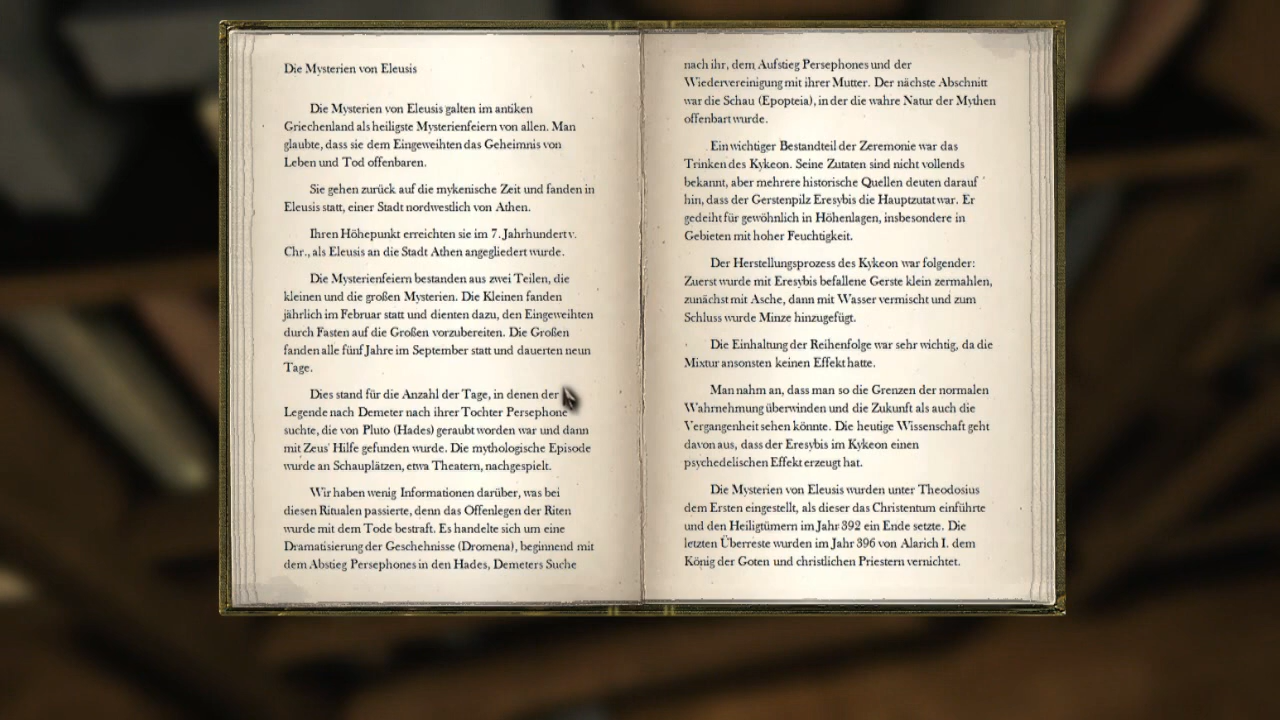 Die Mysterien von Eleusis
Die Mysterien von Eleusis galten im antiken
Griechenland als heiligste Mysterienfeiern von allen. Man
glaubte, dass sie dem Eingeweihten das Geheimnis von
Leben und Tod offenbaren.
Sie gehen zurück auf die mykenische Zeit und fanden in
Eleusis statt, einer Stadt nordwestlich von Athen.
Ihren Höhepunkt erreichten sie im 7. Jahrhundert v.
Chr., als Eleusis an die Stadt Athen angegliedert wurde.
Die Mysterienfeiern bestanden aus zwei Teilen, die
kleinen und die großen Mysterien. Die Kleinen fanden
jährlich im Februar statt und dienten dazu, den Eingeweihten
durch Fasten auf die Großen vorzubereiten. Die Großen
fanden alle fünf Jahre im September statt und dauerten neun
Tage.
Dies stand für die Anzahl der Tage, in denen der
Legende nach Demeter nach ihrer Tochter Persephone
suchte, die von Pluto (Hades) geraubt worden war und dann
mit Zeus' Hilfe gefunden wurde. Die mythologische Episode
wurde an Schauplätzen, etwa Theatern, nachgespielt.
Wir haben wenig Informationen darüber, was bei
diesen Ritualen passierte, denn das Offenlegen der Riten
wurde mit dem Tode bestraft. Es handelte sich um eine
Dramatisierung der Geschehnisse (Dromena), beginnend mit
dem Abstieg Persephones in den Hades, Demeters Suche
nach ihr, dem Aufstieg Persephones und der
Wiedervereinigung mit ihrer Mutter. Der nächste Abschnitt
war die Schau (Epopteia), in der die wahre Natur der Mythen
offenbart wurde.
Ein wichtiger Bestandteil der Zeremonie war das
Trinken des Kykeon. Seine Zutaten sind nicht vollends
bekannt, aber mehrere historische Quellen deuten darauf
hin, dass der Gerstenpilz Eresybis die Hauptzutat war. Er
gedeiht für gewöhnlich in Höhenlagen, insbesondere in
Gebieten mit hoher Feuchtigkeit.
Der Herstellungsprozess des Kykeon war folgender:
Zuerst wurde mit Eresybis befallene Gerste klein zermahlen,
zunächst mit Asche, dann mit Wasser vermischt und zum
Schluss wurde Minze hinzugefügt.
Die Einhaltung der Reihenfolge war sehr wichtig, da die
Mixtur ansonsten keinen Effekt hatte.
Man nahm an, dass man so die Grenzen der normalen
Wahrnehmung überwinden und die Zukunft als auch die
Vergangenheit sehen könnte. Die heutige Wissenschaft geht
davon aus, dass der Eresybis im Kykeon einen
psychedelischen Effekt erzeugt hat.
Die Mysterien von Eleusis wurden unter Theodosius
dem Ersten eingestellt, als dieser das Christentum einführte
und den Heiligtümern im Jahr 392 ein Ende setzte. Die
letzten Überreste wurden im Jahr 396 von Alarich I. dem
König der Goten und christlichen Priestern vernichtet.